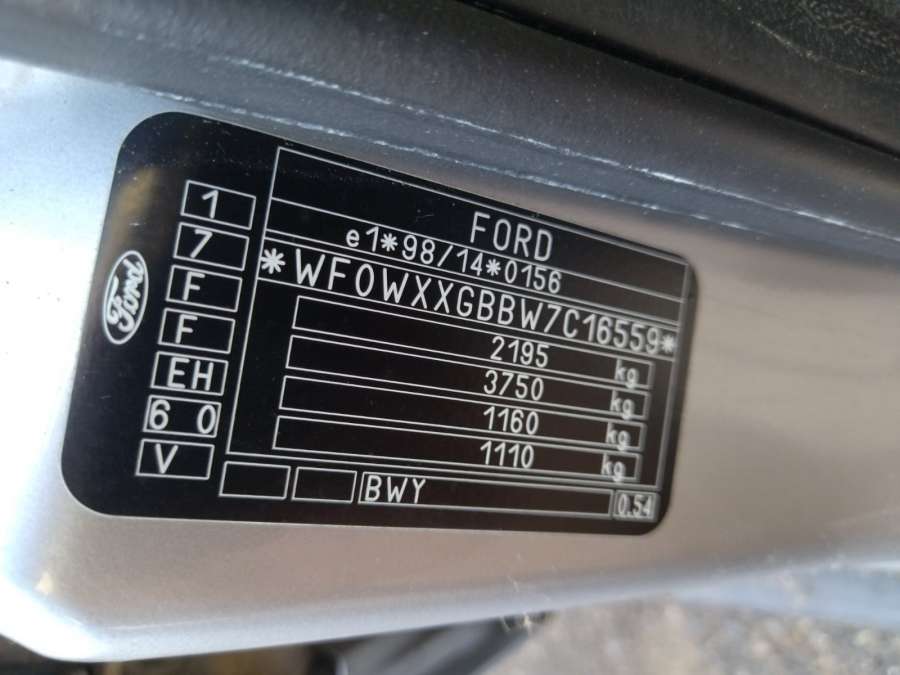 FORD
e1*98/14*0156
*WF0WXXGBBW7C16559*
2195 kg
3750 kg
1160 kg
1110 kg
BWY
0.54
1
7
F
F
EH
6 0
V
Ford